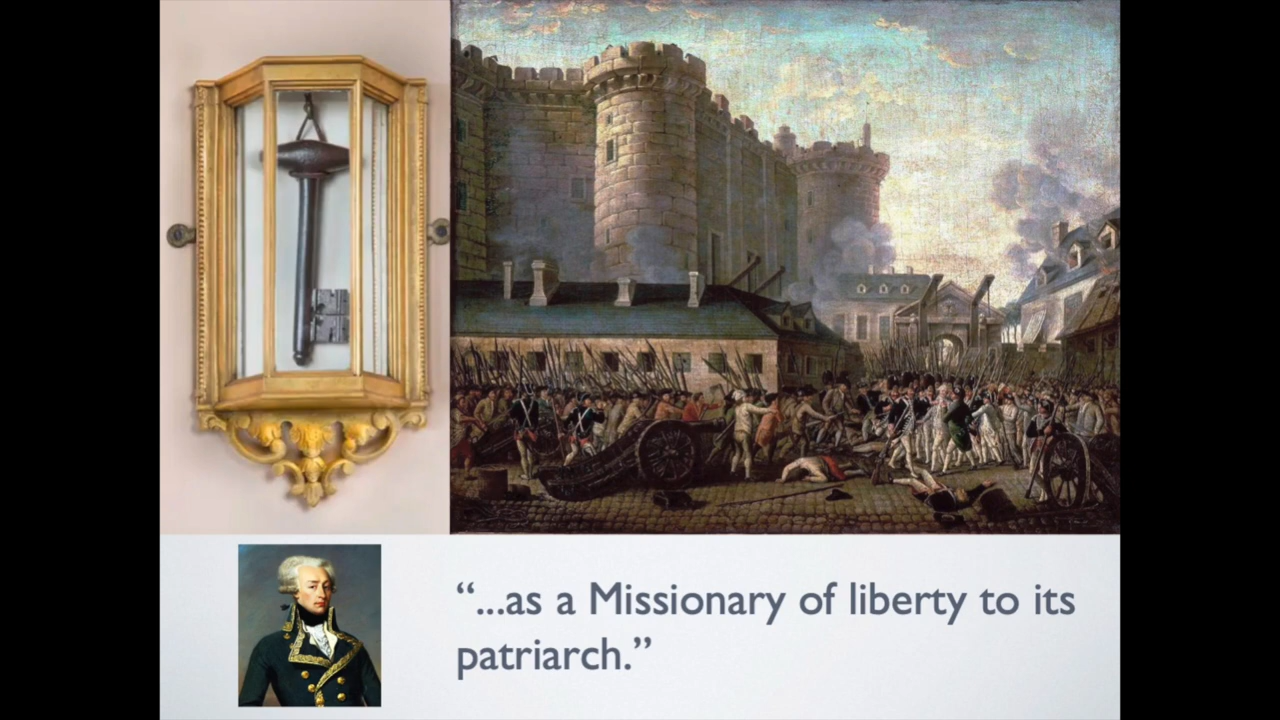 “...as a Missionary of liberty to its
patriarch.”